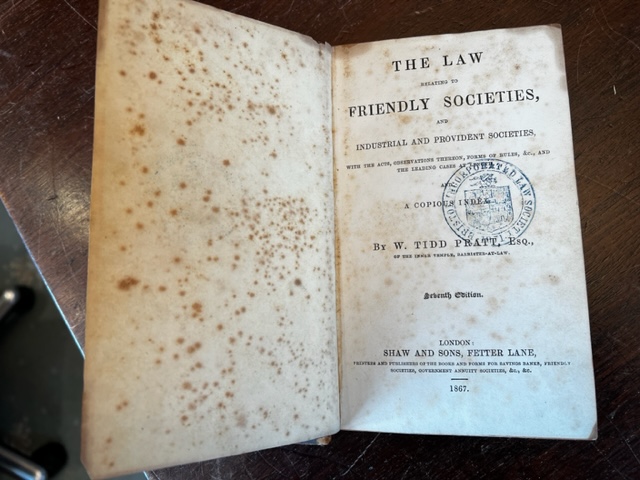 THE LAW
RELATING TO
FRIENDLY SOCIETIES,
AND
INDUSTRIAL AND PROVIDENT SOCIETIES,
WITH THE ACTS, OBSERVATIONS THEREON, FORMS OF RULES, &c., AND
THE LEADING CASES AT
A COPIOUS INDEX.
INCORPORATED LAW SOCIETY
BY W. TIDD PRATT, ESQ.,
OF THE INNER TEMPLE, BARRISTER-AT-LAW.
Seventh Edition.
LONDON:
SHAW AND SONS, FETTER LANE,
PRINTERS AND PUBLISHERS OF THE BOOKS AND FORMS FOR SAVINGS BANKS, FRIENDLY
SOCIETIES, GOVERNMENT ANNUITY SOCIETIES, &c., &c.
1867.